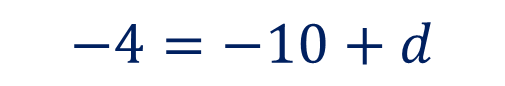 −4 = −10 + d